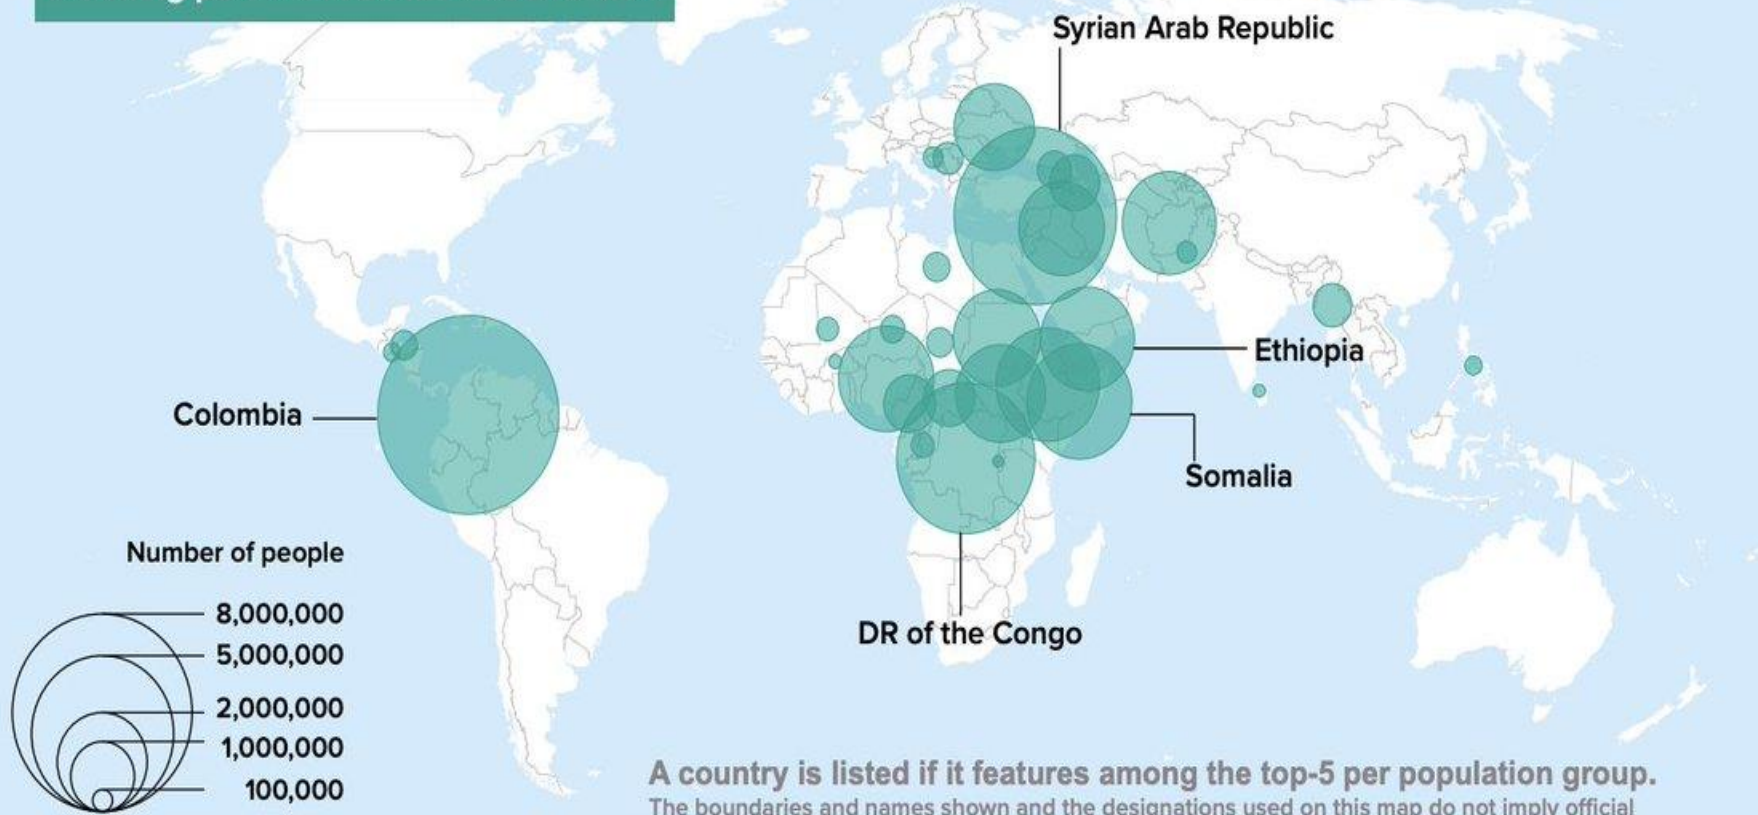 Syrian Arab Republic
Ethiopia
Colombia
Somalia
Number of people
DR of the Congo
8,000,000
5,000,000
2,000,000
1,000,000
100,000
A country is listed if it features among the top-5 per population group.
The boundaries and names shown and the designations used on this map do not imply official